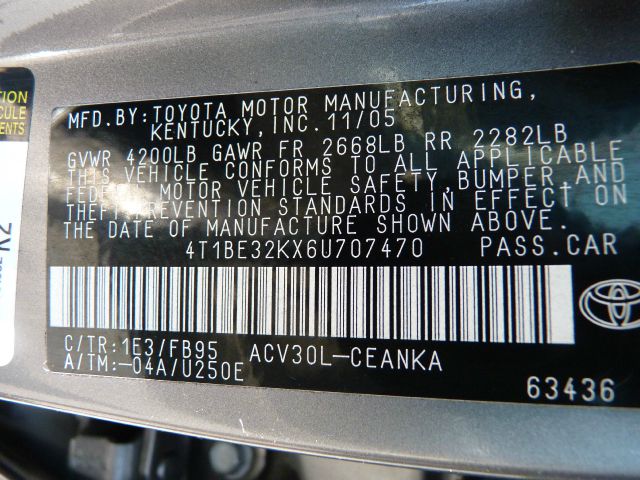 MFD.BY:TOYOTA MOTOR MANUFACTURING,
KENTUCKY,INC.11/05
GVWR 4200LB GAWR FR 2668LB RR 2282LB
THIS VEHICLE CONFORMS TO ALL APPLICABLE
FEDERAL MOTOR VEHICLE SAFETY,BUMPER AND
THEFT PREVENTION STANDARDS IN EFFECT ON
THE DATE OF MANUFACTURE SHOWN ABOVE.
4T1BE32KX6U707470 PASS.CAR
C/TR:1E3/FB95 ACV30L-CEANKA
A/TM:-04A/U250E
63436